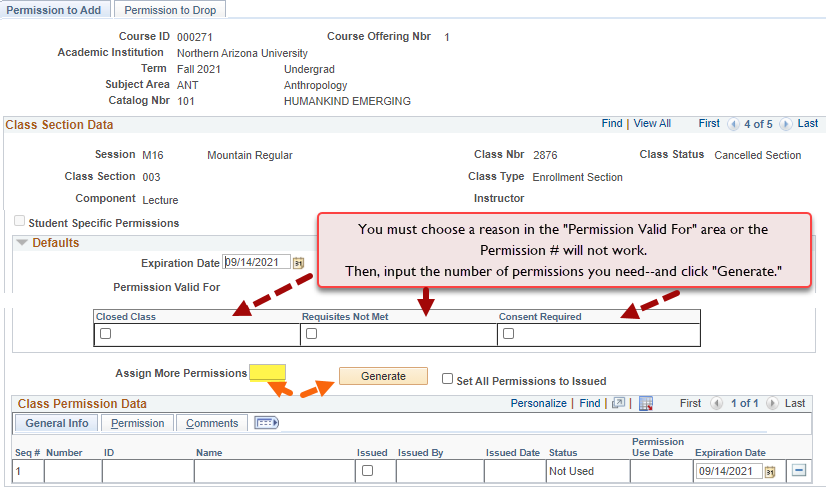 Permission to Add Permission to Drop
Course ID 000271 Course Offering Nbr 1
Academic Institution Northern Arizona University
Term Fall 2021 Undergrad
Subject Area ANT Anthropology
Catalog Nbr 101 HUMANKIND EMERGING
Class Section Data Find | View All First 4 of 5 Last
Session M16 Mountain Regular Class Nbr 2876 Class Status Cancelled Section
Class Section 003 Class Type Enrollment Section
Component Lecture Instructor
Student Specific Permissions
You must choose a reason in the "Permission Valid For" area or the
Permission # will not work.
Then, input the number of permissions you need--and click "Generate."
Defaults
Expiration Date 09/14/2021 31
Permission Valid For
Closed Class Requisites Not Met Consent Required
Assign More Permissions Generate Set All Permissions to Issued
Class Permission Data Personalize | Find | | First 1 of 1 Last
General Info Permission Comments
Seq # Number ID Name Issued Issued By Issued Date Status Permission Use Date Expiration Date
1 Not Used 09/14/2021 31